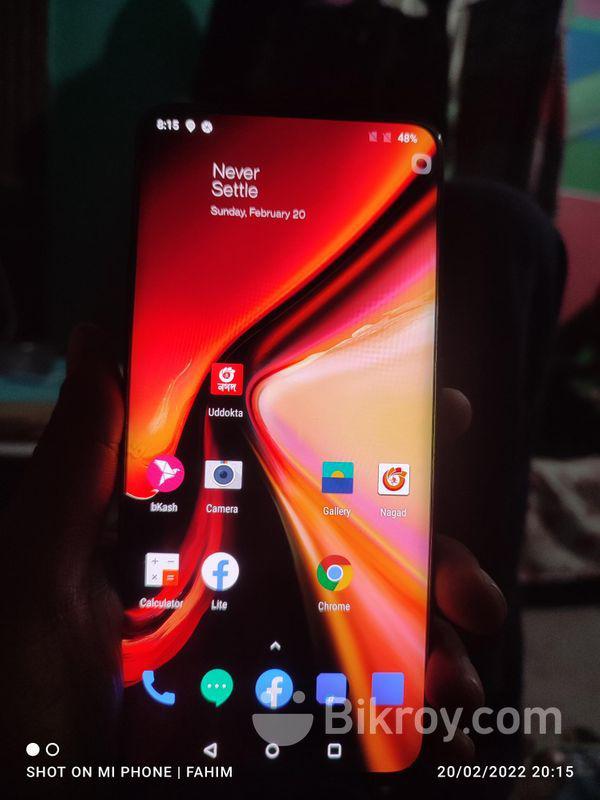 8:15
48%
Never
Settle
Sunday, February 20
নগদ
Uddokta
bKash
Camera
Gallery
Nagad
Calculator
Lite
Chrome
Bikroy.com
SHOT ON MI PHONE | FAHIM
20/02/2022 20:15